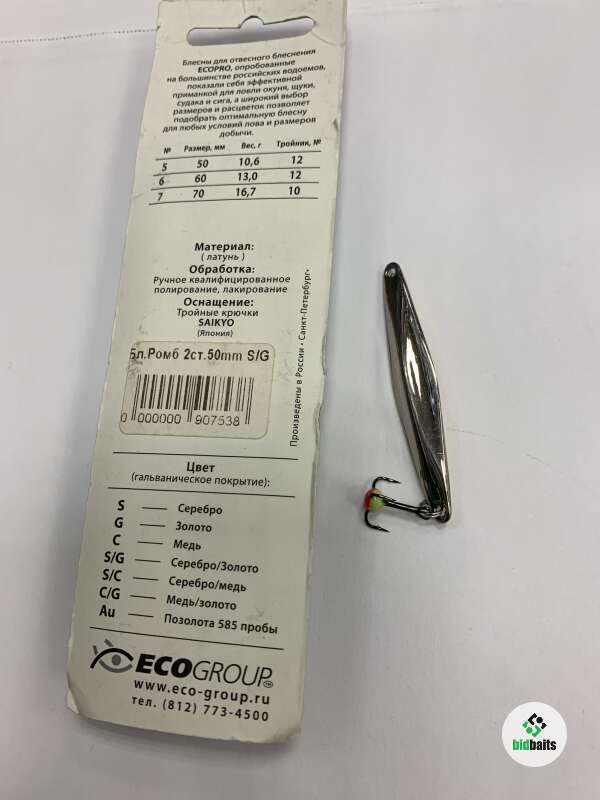 Блесны для отвесного блеснения
ECOPRO, опробованные
на большинстве российских водоемов,
показали себя эффективной
приманкой для ловли окуня, щуки,
судака и сига, а широкий выбор
размеров и расцветок позволяет
подобрать оптимальную блесну
для любых условий лова и размеров
добычи.
№ Размер, мм Вес, г Тройник, №
5 50 10,6 12
6 60 13,0 12
7 70 16,7 10
Материал:
( латунь )
Обработка:
Ручное квалифицированное
полирование, лакирование
Оснащение:
Тройные крючки
SAIKYO
(Япония)
Произведены в России • Санкт-Петербург•
Бл.Ромб 2ст.50mm S/G
0 000000 907538
Цвет
(гальваническое покрытие):
S — Серебро
G — Золото
C — Медь
S/G — Серебро/Золото
S/C — Серебро/медь
C/G — Медь/золото
Au — Позолота 585 пробы
ECOGROUP
www.eco-group.ru
тел. (812) 773-4500
bidbaits